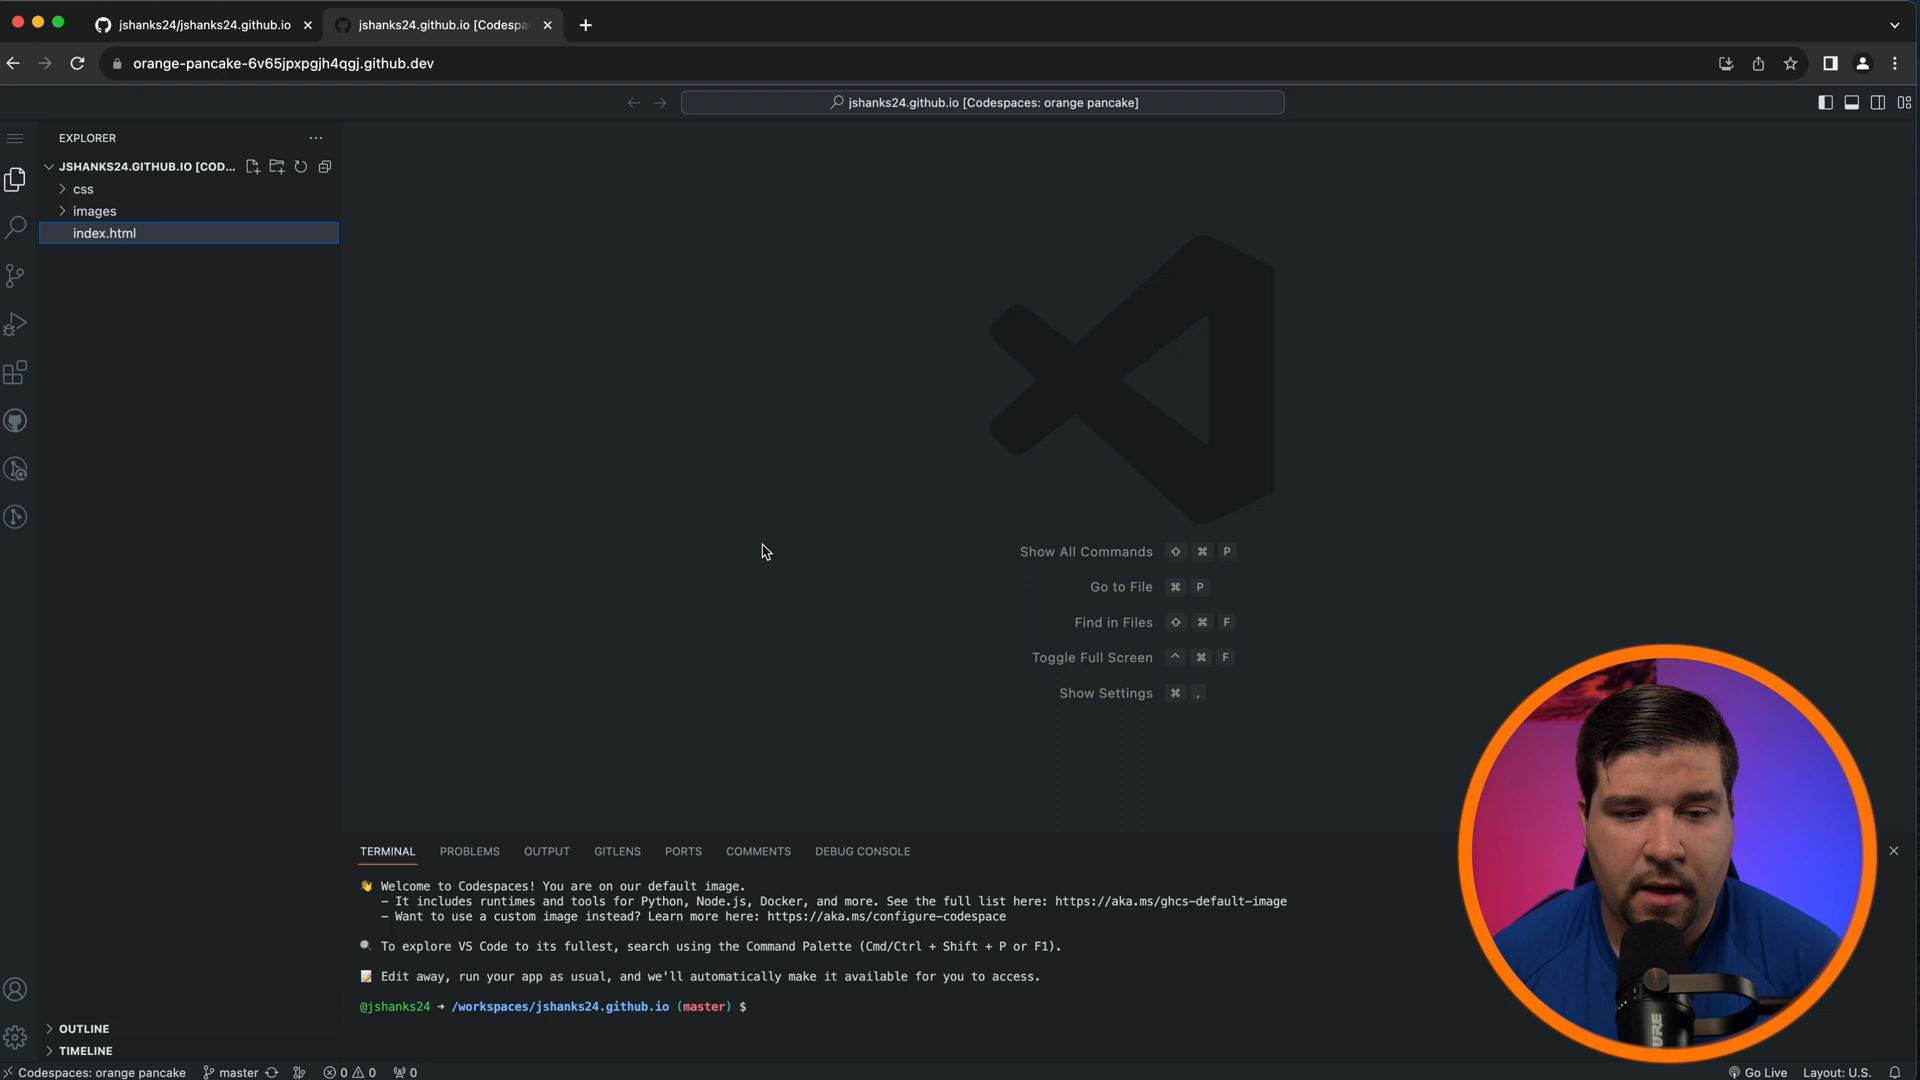 jshanks24/jshanks24.github.io
jshanks24.github.io [Codespa
orange-pancake-6v65jpxpgjh4qgj.github.dev
jshanks24.github.io [Codespaces: orange pancake]
EXPLORER
JSHANKS24.GITHUB.IO [COD...
css
images
index.html
Show All Commands ⇧ ⌘ P
Go to File ⌘ P
Find in Files ⇧ ⌘ F
Toggle Full Screen ^ ⌘ F
Show Settings ⌘ ,
TERMINAL PROBLEMS OUTPUT GITLENS PORTS COMMENTS DEBUG CONSOLE
👋 Welcome to Codespaces! You are on our default image.
- It includes runtimes and tools for Python, Node.js, Docker, and more. See the full list here: https://aka.ms/ghcs-default-image
- Want to use a custom image instead? Learn more here: https://aka.ms/configure-codespace
🔍 To explore VS Code to its fullest, search using the Command Palette (Cmd/Ctrl + Shift + P or F1).
📝 Edit away, run your app as usual, and we'll automatically make it available for you to access.
@jshanks24 → /workspaces/jshanks24.github.io (master) $
OUTLINE
TIMELINE
Codespaces: orange pancake master 0 0 0 Go Live Layout: U.S.
URE